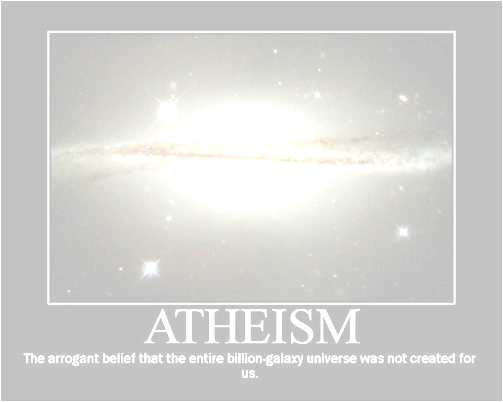 ATHEISM
The arrogant belief that the entire billion-galaxy universe was not created for
us.